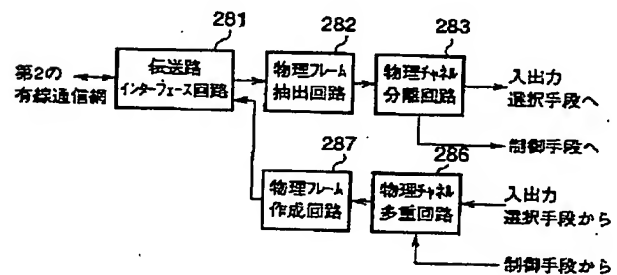 281
282
283
第2の
有線通信網
伝送路
インターフェース回路
物理フレーム
抽出回路
物理チャネル
分離回路
入出力
選択手段へ
制御手段へ
287
286
物理フレーム
作成回路
物理チャネル
多重回路
入出力
選択手段から
制御手段から